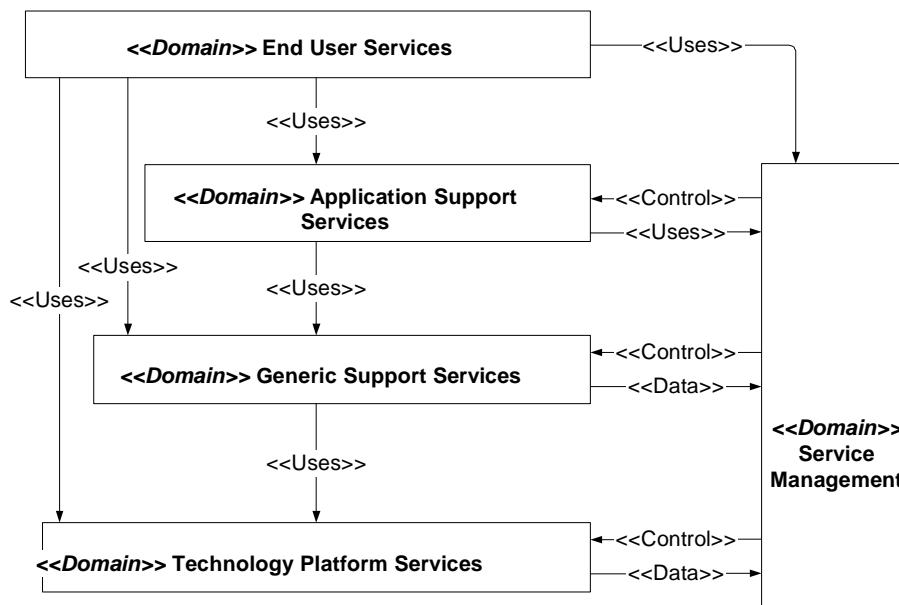 <<Domain>> End User Services
<<Uses>>
<<Uses>>
<<Domain>> Application Support
Services
<<Control>>
<<Uses>>
<<Uses>>
<<Uses>>
<<Uses>>
<<Domain>> Generic Support Services
<<Control>>
<<Data>>
<<Domain>>
Service
Management
<<Uses>>
<<Domain>> Technology Platform Services
<<Control>>
<<Data>>